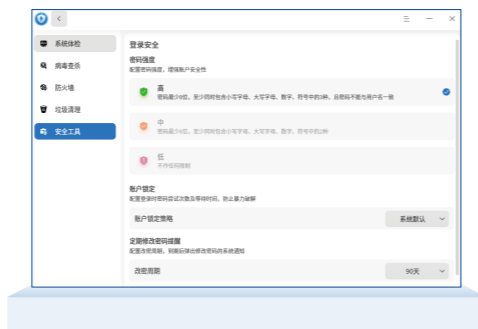 系统体检
病毒查杀
防火墙
垃圾清理
安全工具
登录安全
密码强度
配置密码强度，增强账户安全性
高
密码最少8位，至少同时包含小写字母、大写字母、数字、符号中的3种，且密码不能与用户名一致
中
密码最少6位，至少同时包含小写字母、大写字母、数字、符号中的2种
低
不作任何限制
账户锁定
配置登录时密码尝试次数及等待时间，防止暴力破解
账户锁定策略
系统默认
定期修改密码提醒
配置改密周期，到期后弹出修改密码的系统通知
改密周期
90天